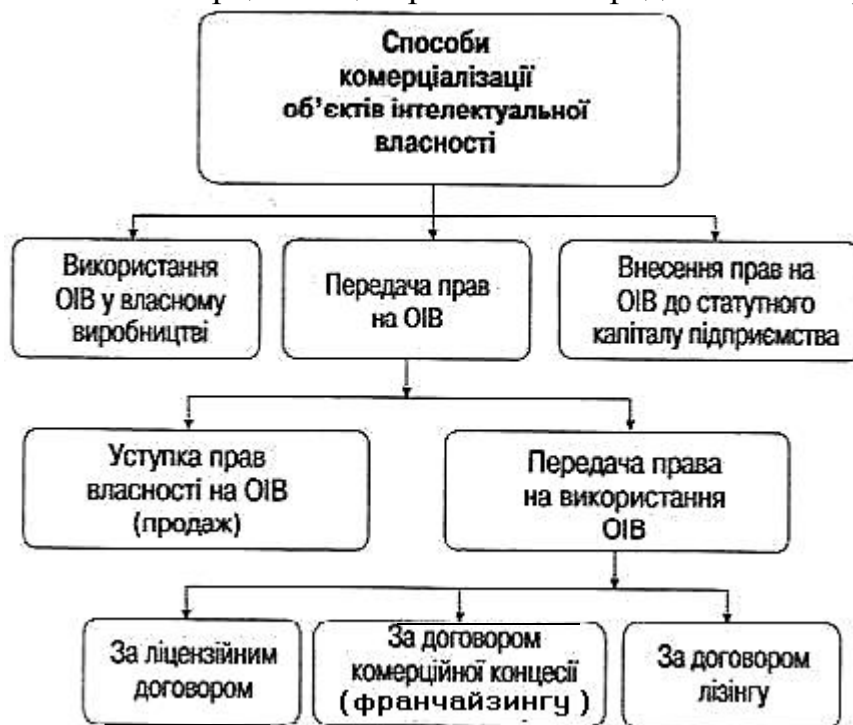 Способи
комерціалізації
об’єктів інтелектуальної
власності
Використання
ОІВ у власному
виробництві
Передача прав
на ОІВ
Внесення прав на
ОІВ до статутного
капіталу підприємства
Уступка прав
власності на ОІВ
(продаж)
Передача права
на використання
ОІВ
За ліцензійним
договором
За договором
комерційної концесії
(франчайзингу )
За договором
лізінгу